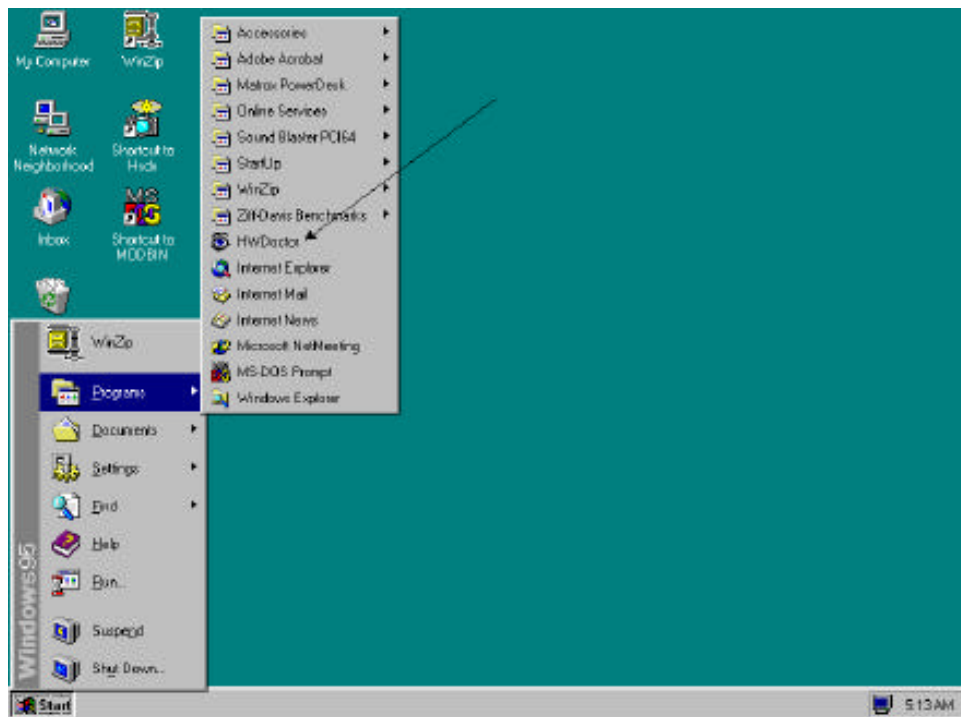 My Computer
WinZip
Network
Neighborhood
Shortcut to
Inbox
Shortcut to
MODBIN
Accessories
Adobe Acrobat
Matrox PowerDesk
Online Services
Sound Blaster PCI64
StartUp
WinZip
Ziff-Davis Benchmarks
HWDoctor
Internet Explorer
Internet Mail
Internet News
Microsoft NetMeeting
MS-DOS Prompt
Windows Explorer
WinZip
Programs
Documents
Settings
Find
Help
Run...
Suspend
Shut Down...
Windows95
Start
5:13 AM